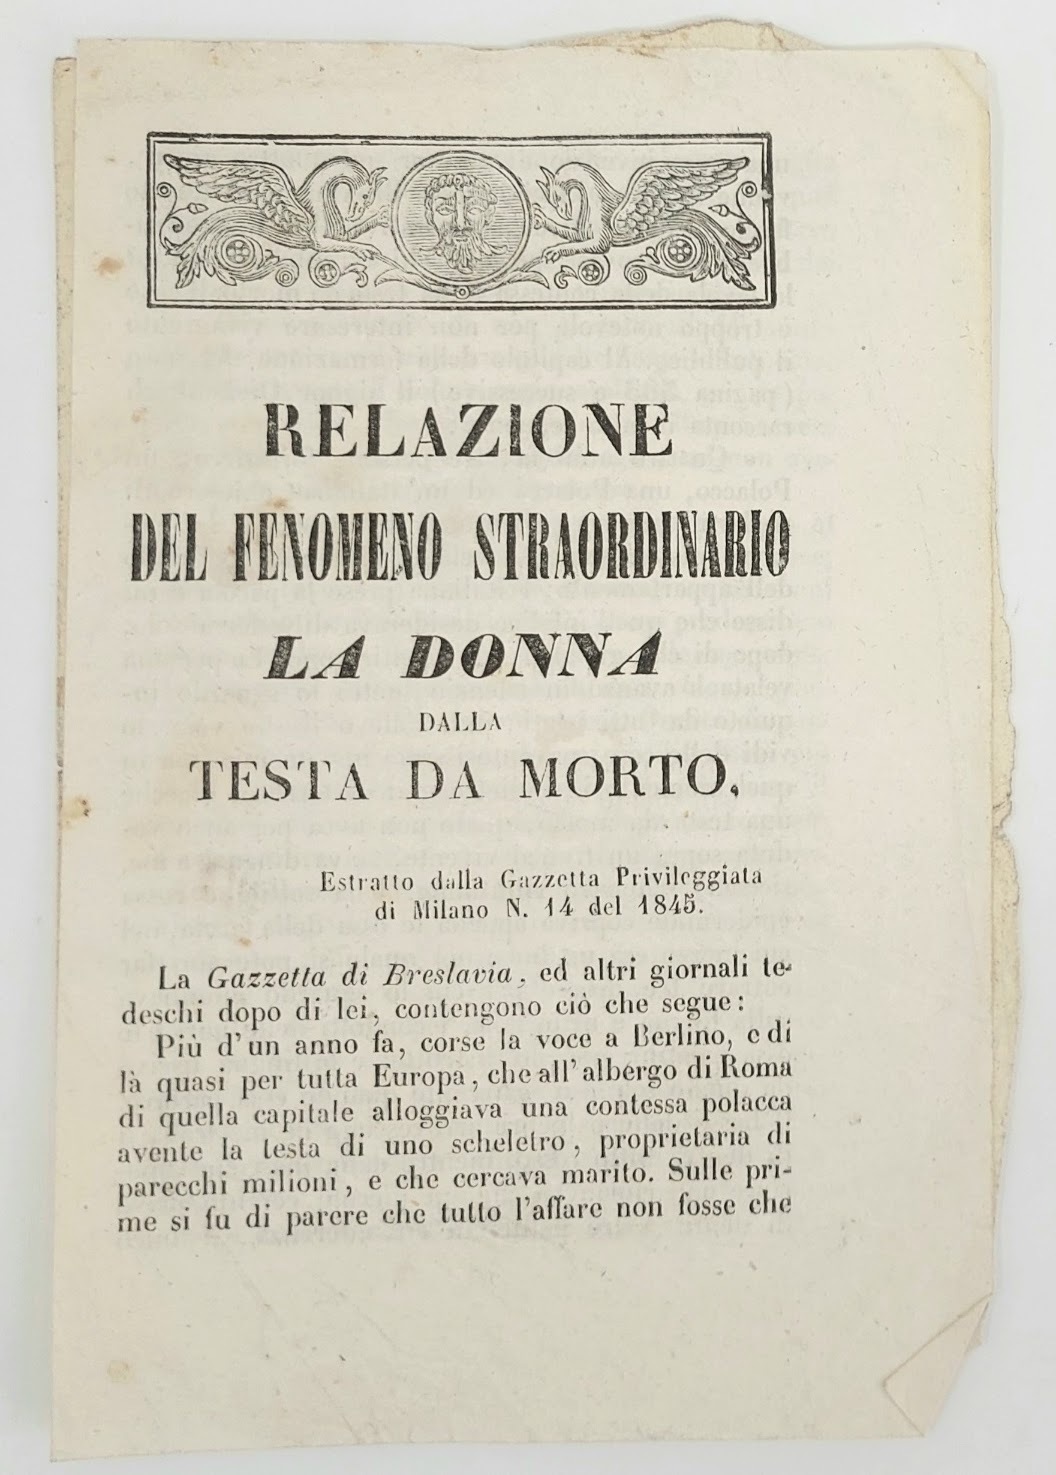 RELAZIONE
DEL FENOMENO STRAORDINARIO
LA DONNA
DALLA
TESTA DA MORTO.
Estratto dalla Gazzetta Privileggiata
di Milano N. 14 del 1845.
La Gazzetta di Breslavia, ed altri giornali te-
deschi dopo di lei, contengono ciò che segue:
Più d'un anno fa, corse la voce a Berlino, e di
là quasi per tutta Europa, che all'albergo di Roma
di quella capitale alloggiava una contessa polacca
avente la testa di uno scheletro, proprietaria di
parecchi milioni, e che cercava marito. Sulle pri-
me si fu di parere che tutto l'affare non fosse che